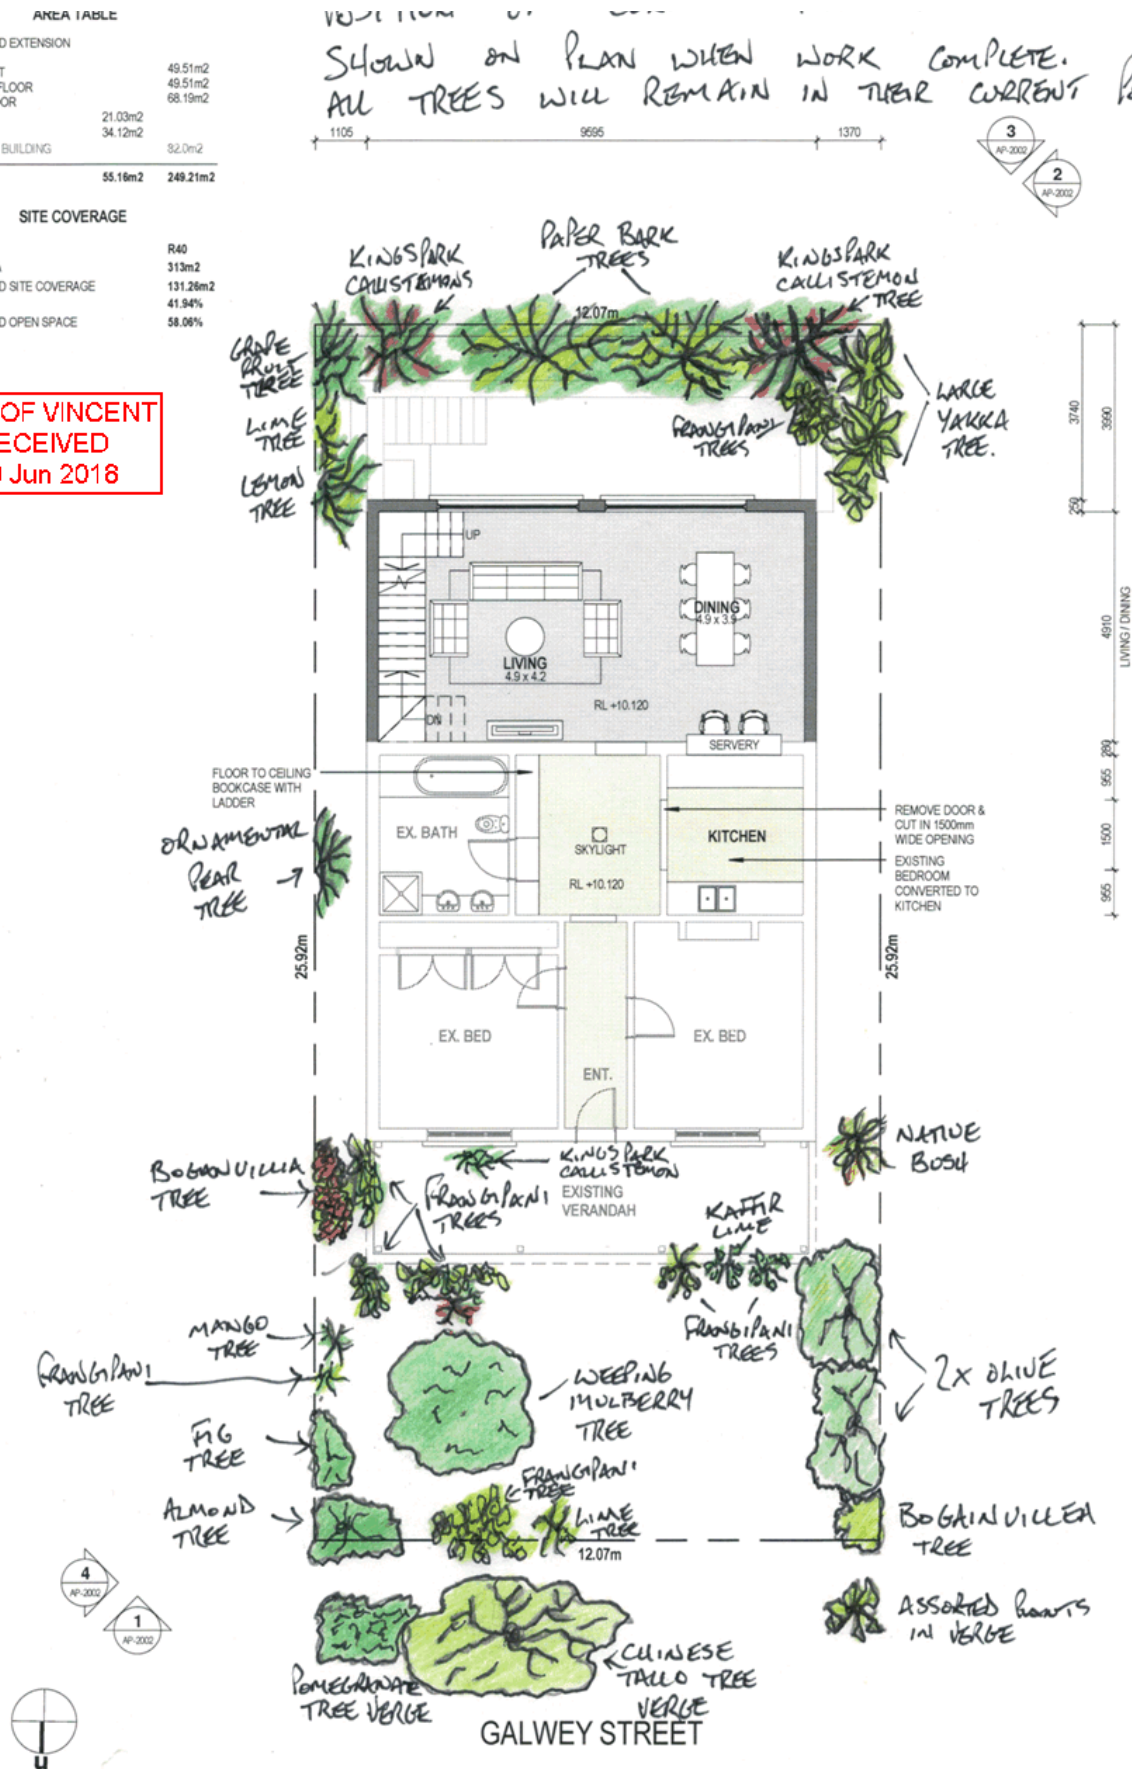 AREA TABLE
D EXTENSION
T 49.51m2
FLOOR 49.51m2
OR 68.19m2
21.03m2
34.12m2
BUILDING 82.0m2
55.16m2 249.21m2
SITE COVERAGE
R40
313m2
D SITE COVERAGE 131.26m2
41.94%
D OPEN SPACE 58.06%
OF VINCENT
ECEIVED
Jun 2018
SHOWN ON PLAN WHEN WORK COMPLETE.
ALL TREES WILL REMAIN IN THEIR CURRENT
1105 9595 1370
3
AP-2002
2
AP-2002
KINGSPARK
CALLISTEMONS
PAPER BARK
TREES
KINGSPARK
CALLISTEMON
TREE
12.07m
GRAPE
FRUIT
TREE
LIME
TREE
LEMON
TREE
FRANGIPANI
TREES
LARGE
YAKKA
TREE.
3740
3990
250
4910
LIVING / DINING
280
955
1500
955
UP
DINING
4.9 x 3.9
LIVING
4.9 x 4.2
RL +10.120
DN
SERVERY
FLOOR TO CEILING
BOOKCASE WITH
LADDER
EX. BATH
SKYLIGHT
RL +10.120
KITCHEN
REMOVE DOOR &
CUT IN 1500mm
WIDE OPENING
EXISTING
BEDROOM
CONVERTED TO
KITCHEN
ORNAMENTAL
PEAR
TREE
25.92m
25.92m
EX. BED
EX. BED
ENT.
BOGANVILLIA
TREE
FRANGIPANI
TREES
KINGSPARK
CALLISTEMON
EXISTING
VERANDAH
NATIVE
BUSH
KAFFIR
LIME
FRANGIPANI
TREES
MANGO
TREE
FRANGIPANI
TREE
WEEPING
MULBERRY
TREE
2x OLIVE
TREES
FIG
TREE
ALMOND
TREE
FRANGIPANI
TREE
LIME
TREE
12.07m
BOGAINVILLEA
TREE
4
AP-2002
1
AP-2002
ASSORTED PLANTS
IN VERGE
POMEGRANATE
TREE VERGE
CHINESE
TALLO TREE
VERGE
GALWEY STREET